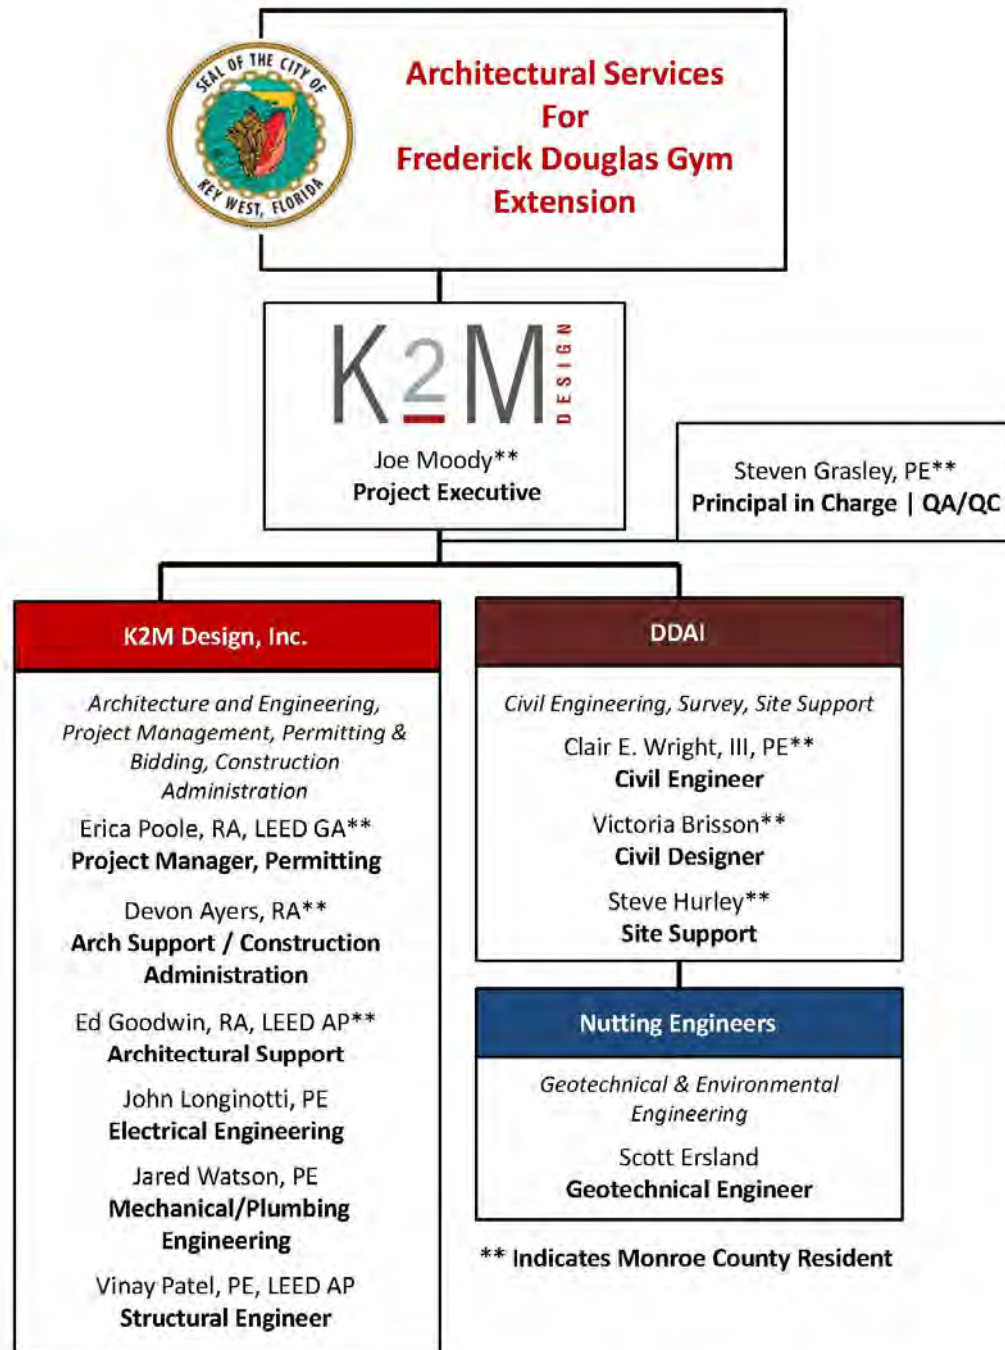 SEAL OF THE CITY OF
KEY WEST, FLORIDA
Architectural Services
For
Frederick Douglas Gym
Extension
K2M
DESIGN
Joe Moody**
Project Executive
Steven Grasley, PE**
Principal in Charge | QA/QC
K2M Design, Inc.
Architecture and Engineering,
Project Management, Permitting &
Bidding, Construction
Administration
Erica Poole, RA, LEED GA**
Project Manager, Permitting
Devon Ayers, RA**
Arch Support / Construction
Administration
Ed Goodwin, RA, LEED AP**
Architectural Support
John Longinotti, PE
Electrical Engineering
Jared Watson, PE
Mechanical/Plumbing
Engineering
Vinay Patel, PE, LEED AP
Structural Engineer
DDAI
Civil Engineering, Survey, Site Support
Clair E. Wright, III, PE**
Civil Engineer
Victoria Brisson**
Civil Designer
Steve Hurley**
Site Support
Nutting Engineers
Geotechnical & Environmental
Engineering
Scott Ersland
Geotechnical Engineer
** Indicates Monroe County Resident